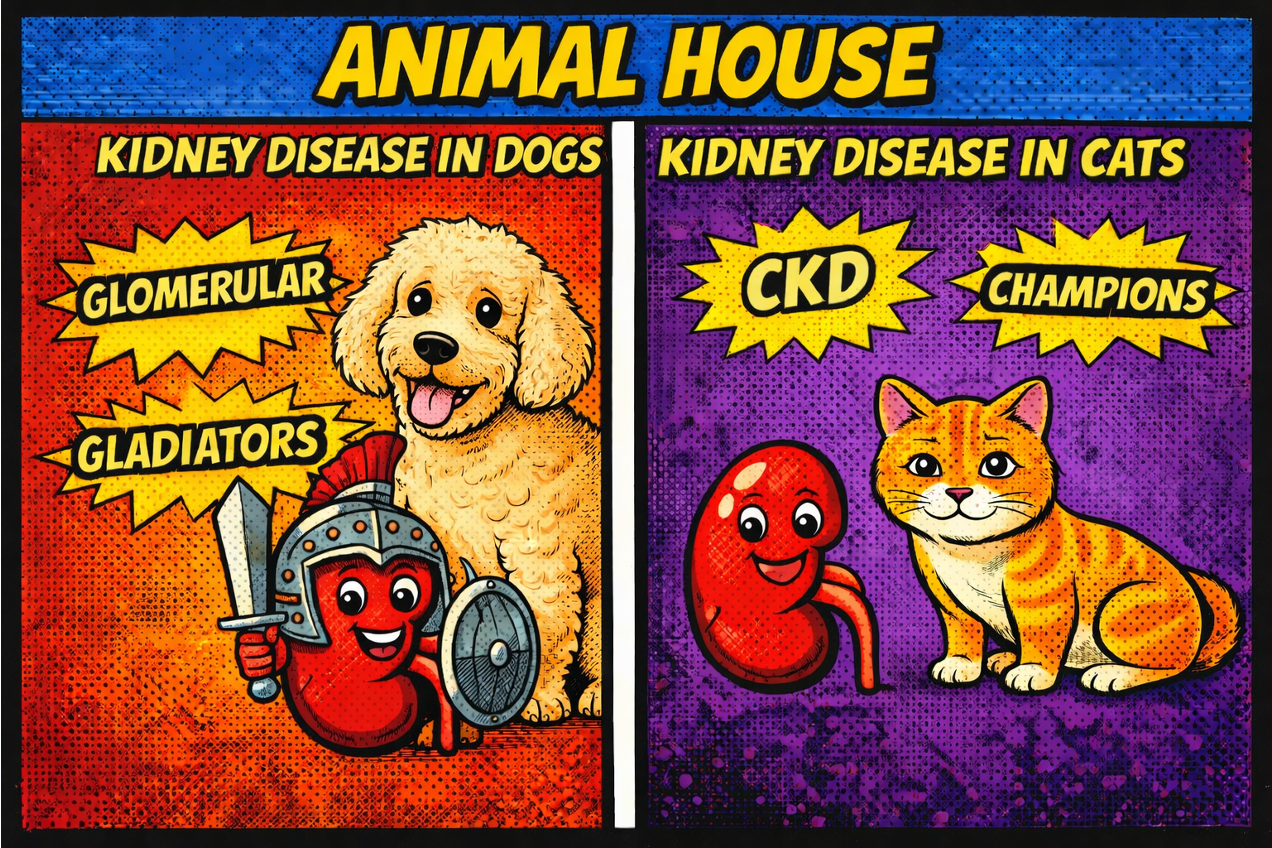 ANIMAL HOUSE
KIDNEY DISEASE IN DOGS
GLOMERULAR
GLADIATORS
KIDNEY DISEASE IN CATS
CKD
CHAMPIONS